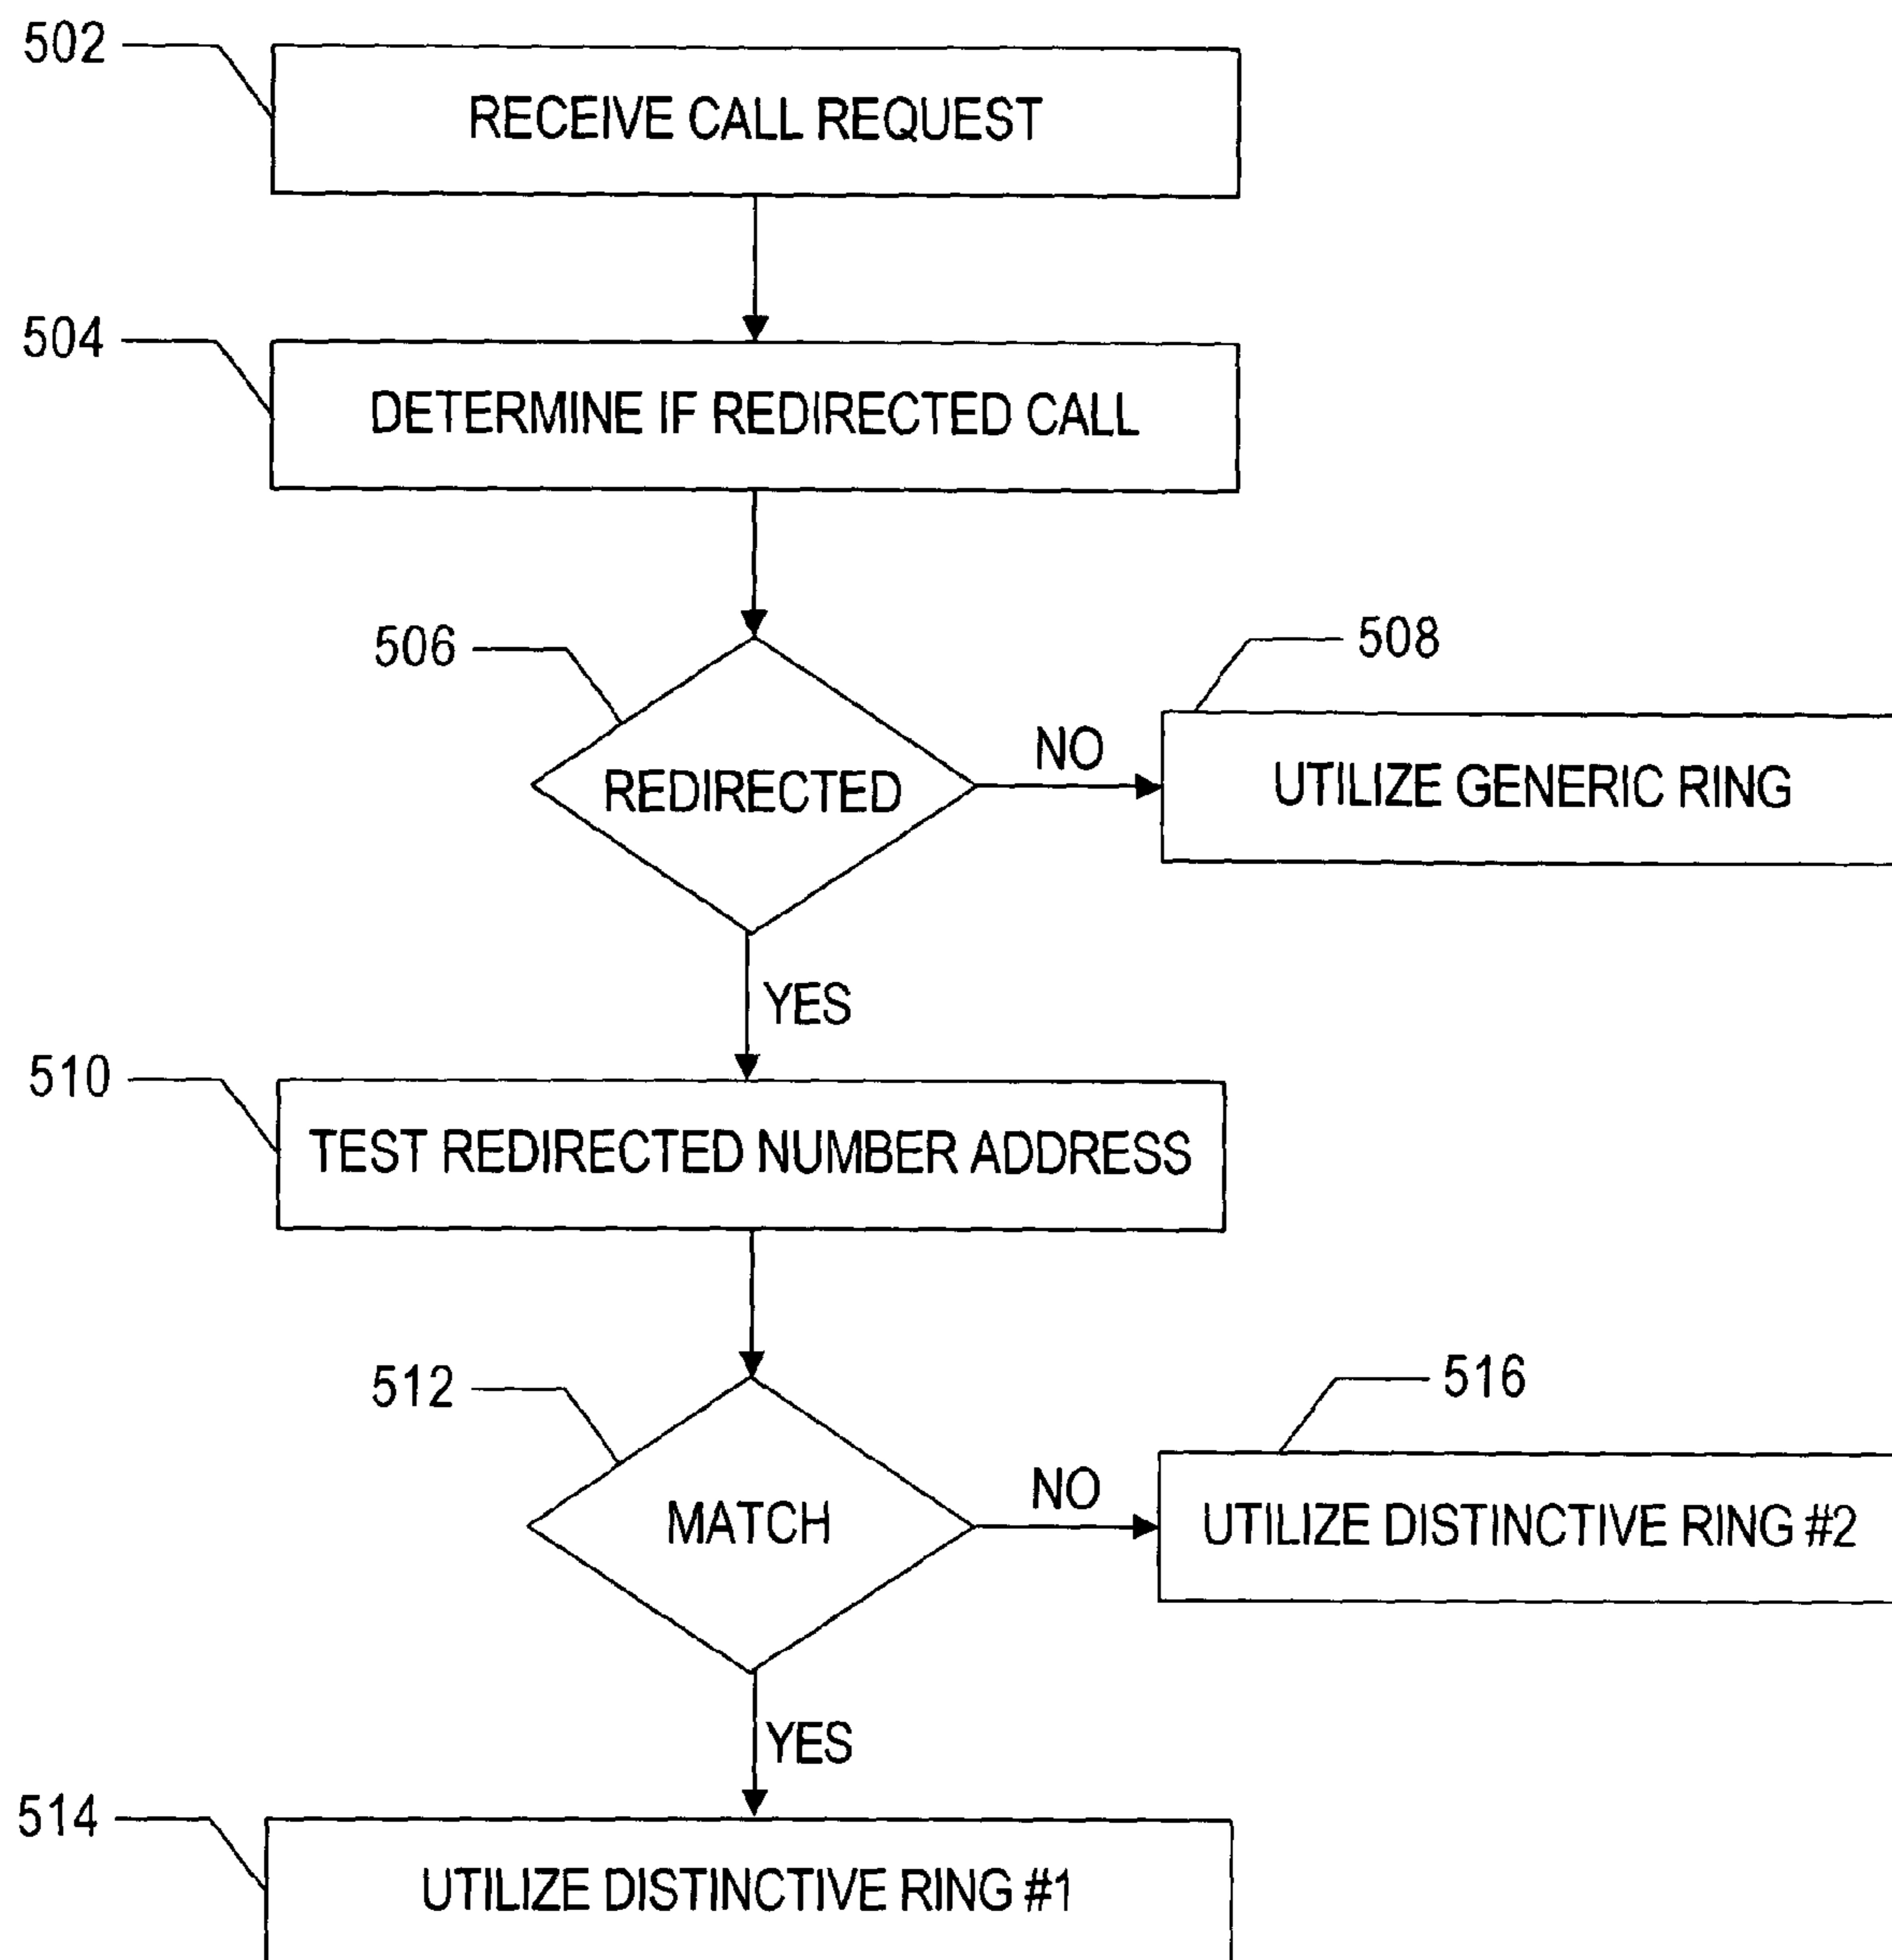 502
RECEIVE CALL REQUEST
504
DETERMINE IF REDIRECTED CALL
506
REDIRECTED
NO
508
UTILIZE GENERIC RING
YES
510
TEST REDIRECTED NUMBER ADDRESS
512
MATCH
NO
516
UTILIZE DISTINCTIVE RING #2
YES
514
UTILIZE DISTINCTIVE RING #1